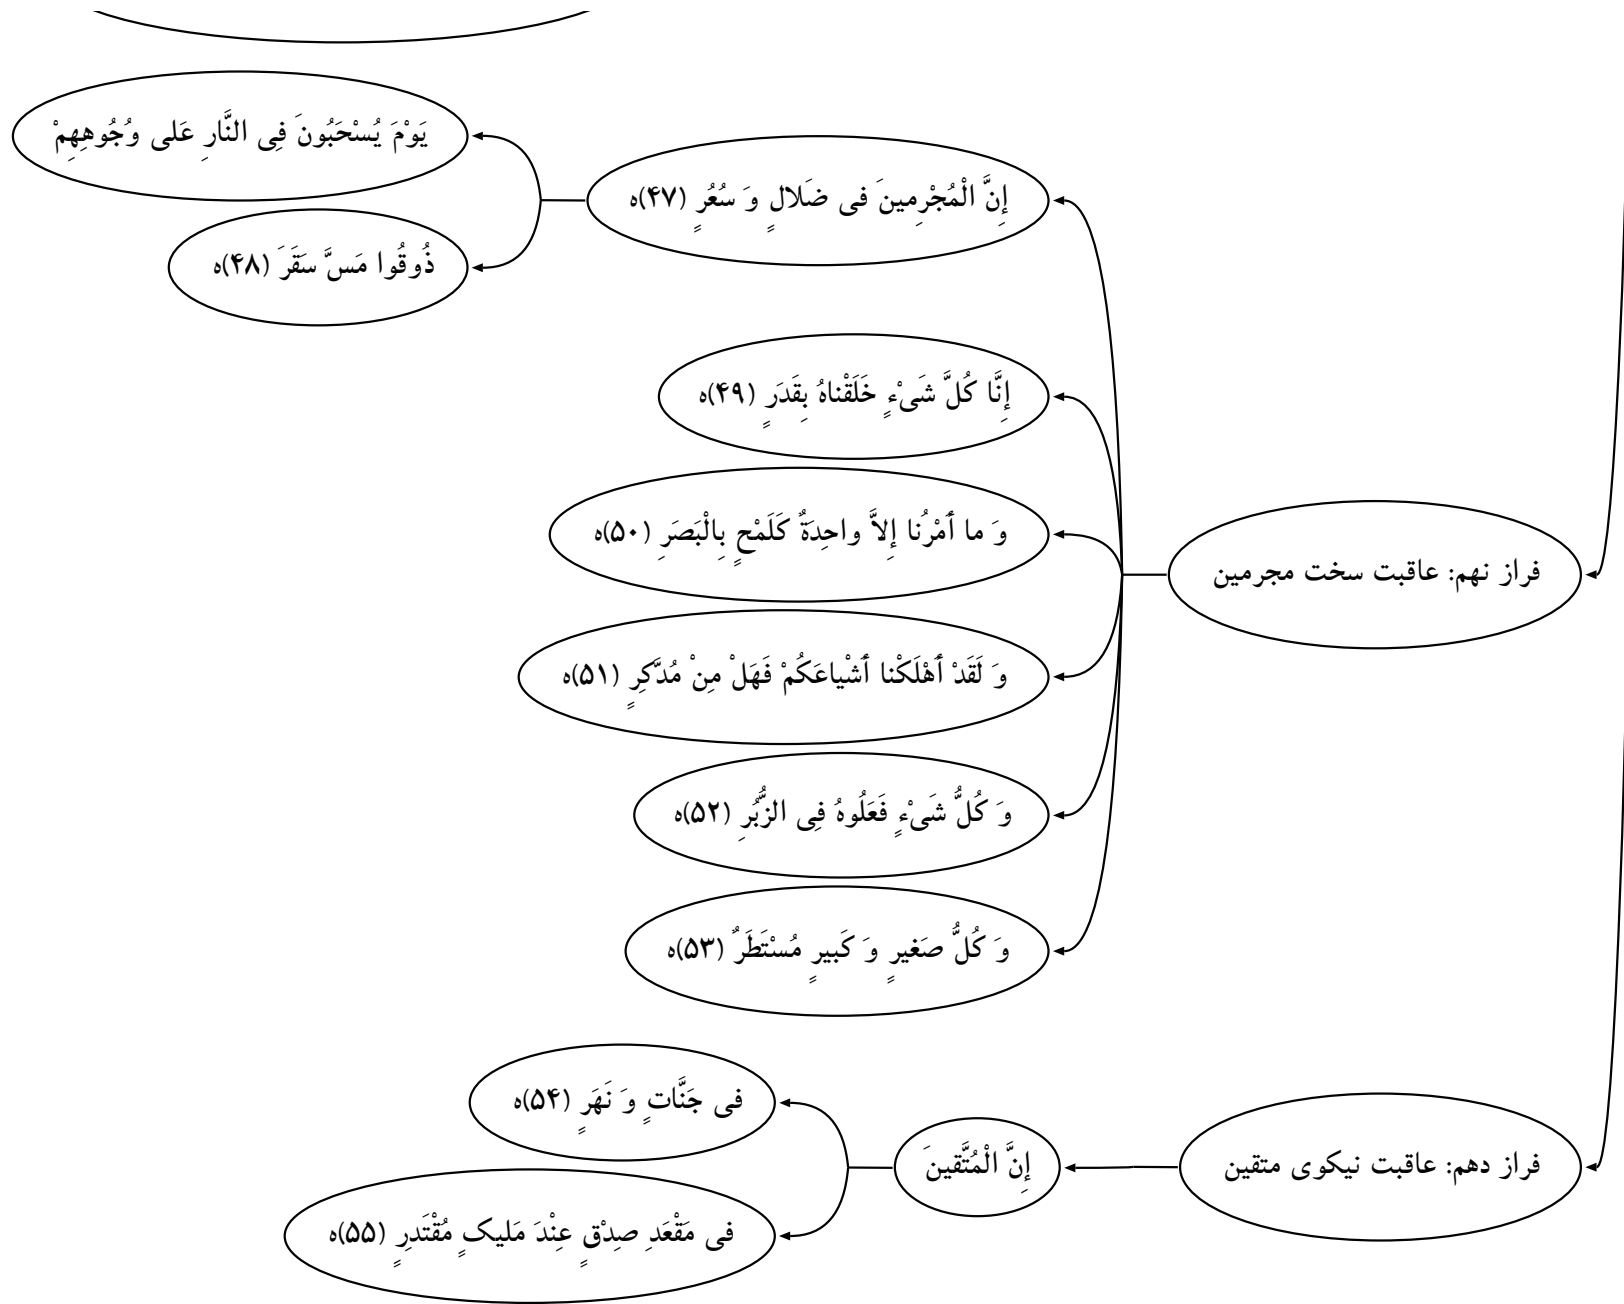 فراز نهم: عاقبت سخت مجرمین
إِنَّ الْمُجْرِمینَ فی ضَلالٍ وَ سُعُرٍ (۴۷)ه
یَوْمَ یُسْحَبُونَ فِی النَّارِ عَلی وُجُوهِهِمْ
ذُوقُوا مَسَّ سَقَرَ (۴۸)ه
إِنَّا كُلَّ شَیْءٍ خَلَقْناهُ بِقَدَرٍ (۴۹)ه
وَ ما أَمْرُنا إِلاَّ واحِدَةٌ كَلَمْحٍ بِالْبَصَرِ (۵۰)ه
وَ لَقَدْ أَهْلَكْنا أَشْیاعَكُمْ فَهَلْ مِنْ مُدَّكِرٍ (۵۱)ه
وَ كُلُّ شَیْءٍ فَعَلُوهُ فِی الزُّبُرِ (۵۲)ه
وَ كُلُّ صَغیرٍ وَ كَبیرٍ مُسْتَطَرٌ (۵۳)ه
فراز دهم: عاقبت نیکوی متقین
إِنَّ الْمُتَّقینَ
فی جَنَّاتٍ وَ نَهَرٍ (۵۴)ه
فی مَقْعَدِ صِدْقٍ عِنْدَ مَلیکٍ مُقْتَدِرٍ (۵۵)ه